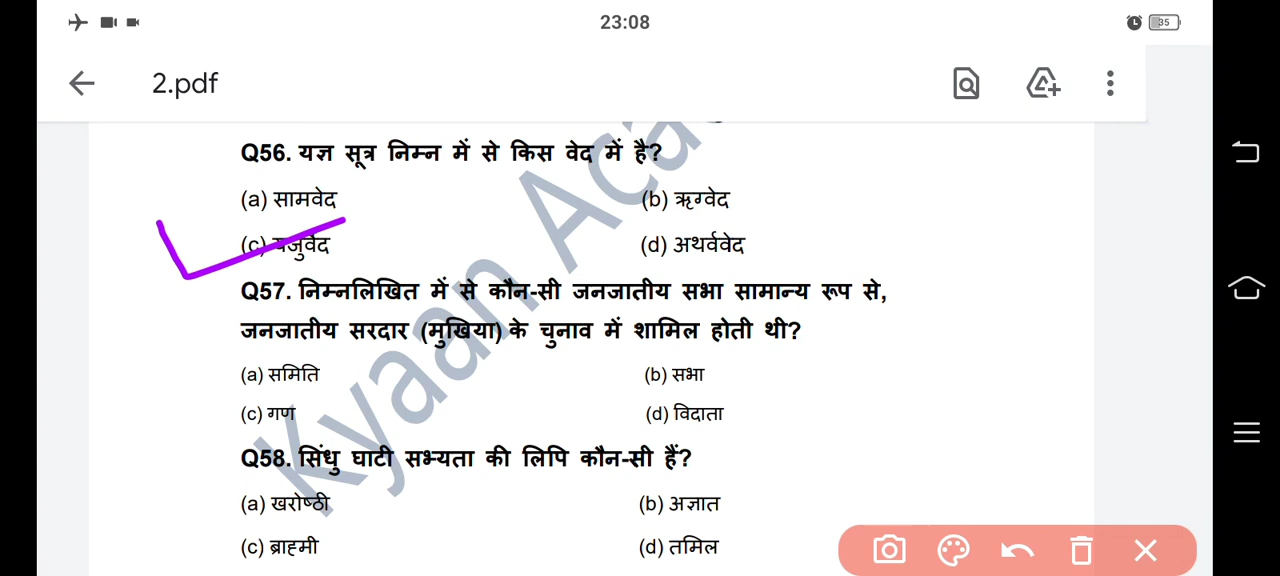 23:08
35
2.pdf
Q56. यज्ञ सूत्र निम्न में से किस वेद में है?
(a) सामवेद (b) ऋग्वेद
(c) यजुर्वेद (d) अथर्ववेद
Q57. निम्नलिखित में से कौन-सी जनजातीय सभा सामान्य रूप से,
जनजातीय सरदार (मुखिया) के चुनाव में शामिल होती थी?
(a) समिति (b) सभा
(c) गण (d) विदाता
Q58. सिंधु घाटी सभ्यता की लिपि कौन-सी हैं?
(a) खरोष्ठी (b) अज्ञात
(c) ब्राह्मी (d) तमिल
Kyaan Aca